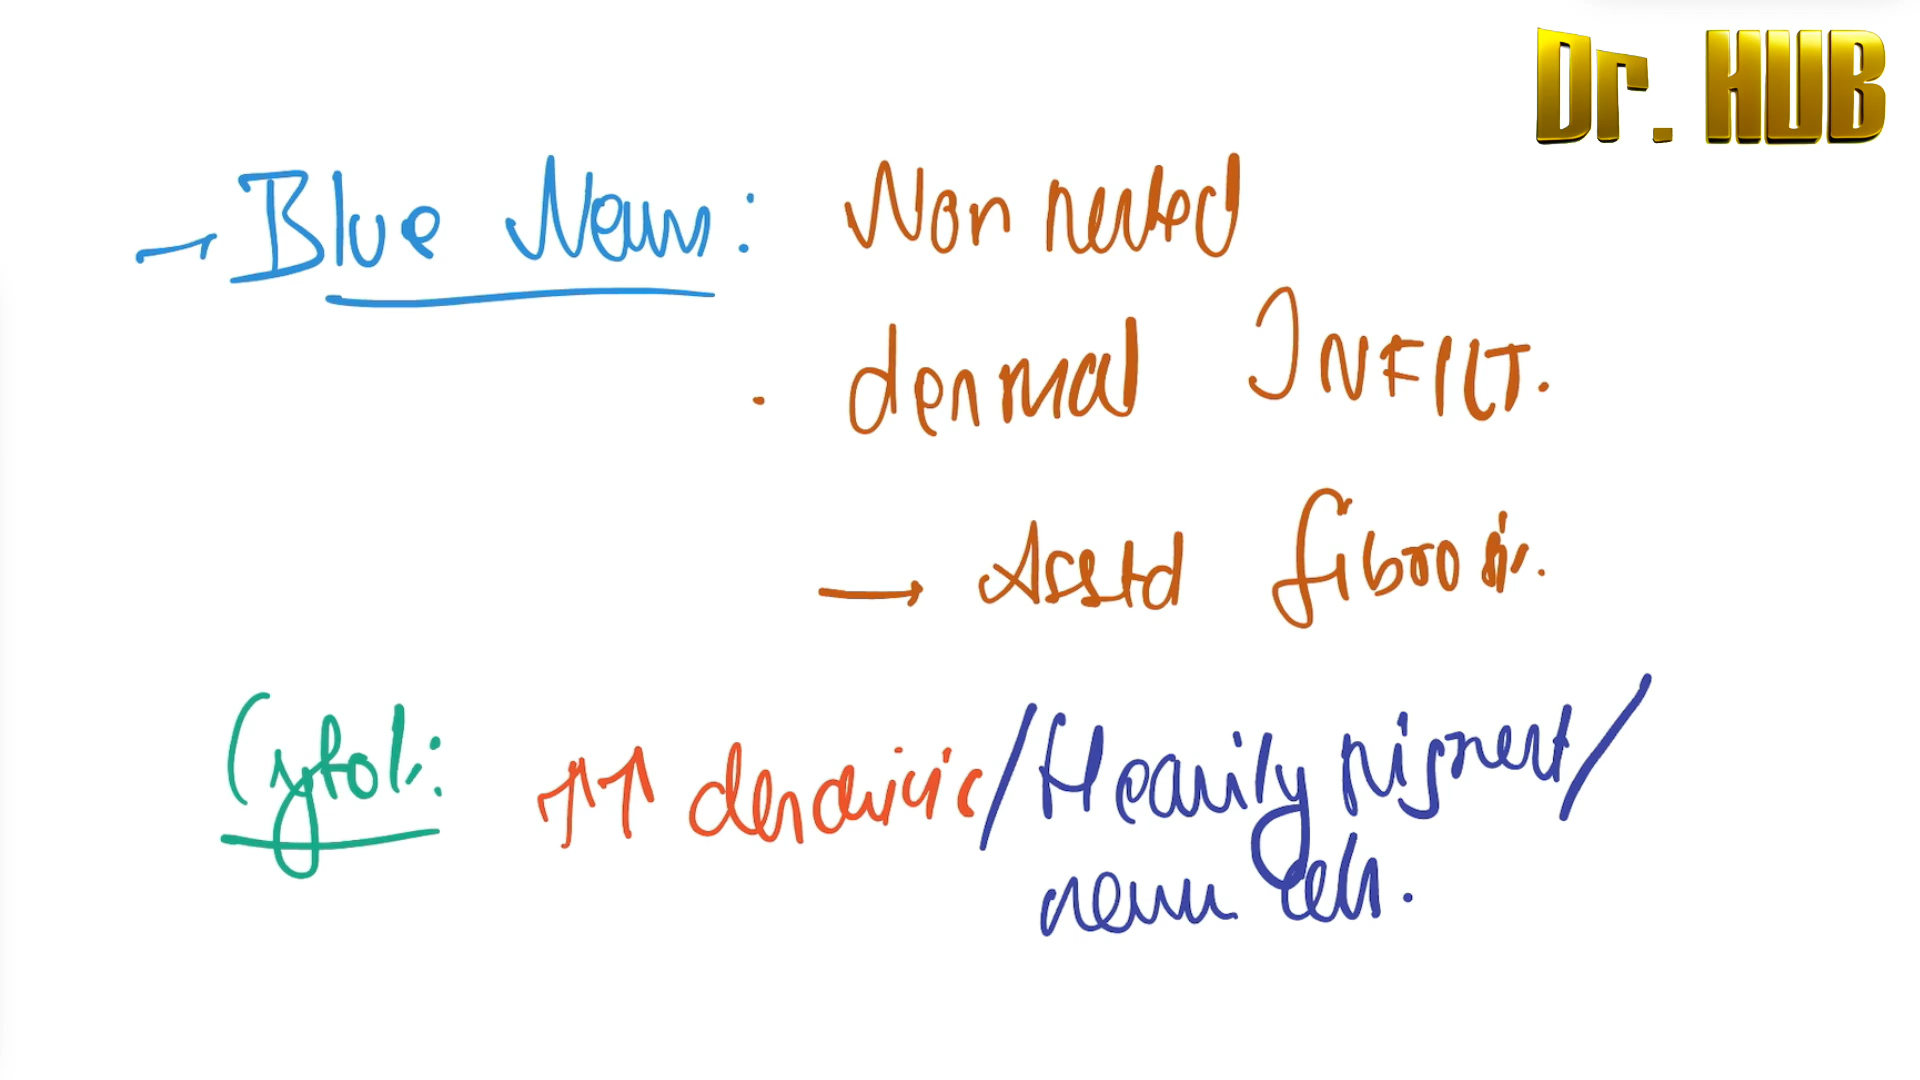 Dr. HUB
→ Blue Nevus: Non nested
. dermal INFILT.
→ Asstd fibrosis.
Cytol: ↑↑ dendritic/Heavily pigment/
nevus cells.